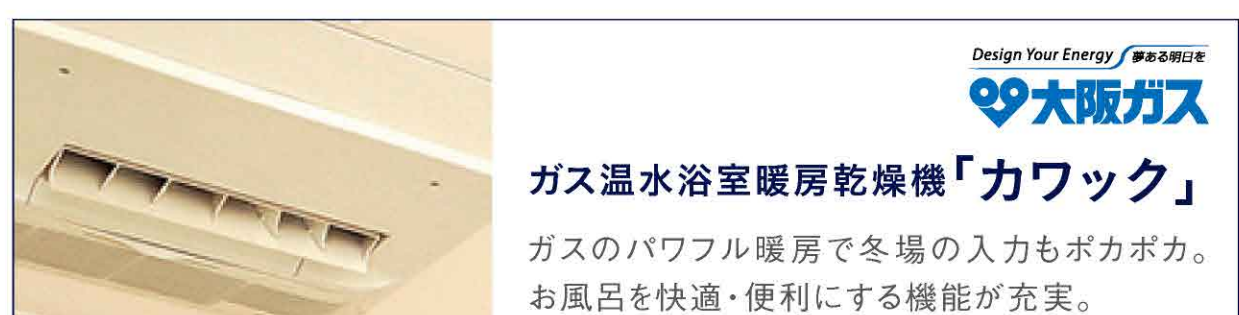 Design Your Energy 夢ある明日を
大阪ガス
ガス温水浴室暖房乾燥機「カワック」
ガスのパワフル暖房で冬場の入力もポカポカ。
お風呂を快適・便利にする機能が充実。